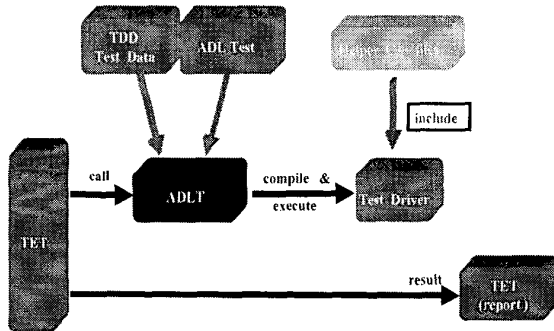 TDD
Test Data
ADL Test
include
call
ADLT
compile &
execute
Test Driver
TET
result
TET
(report)